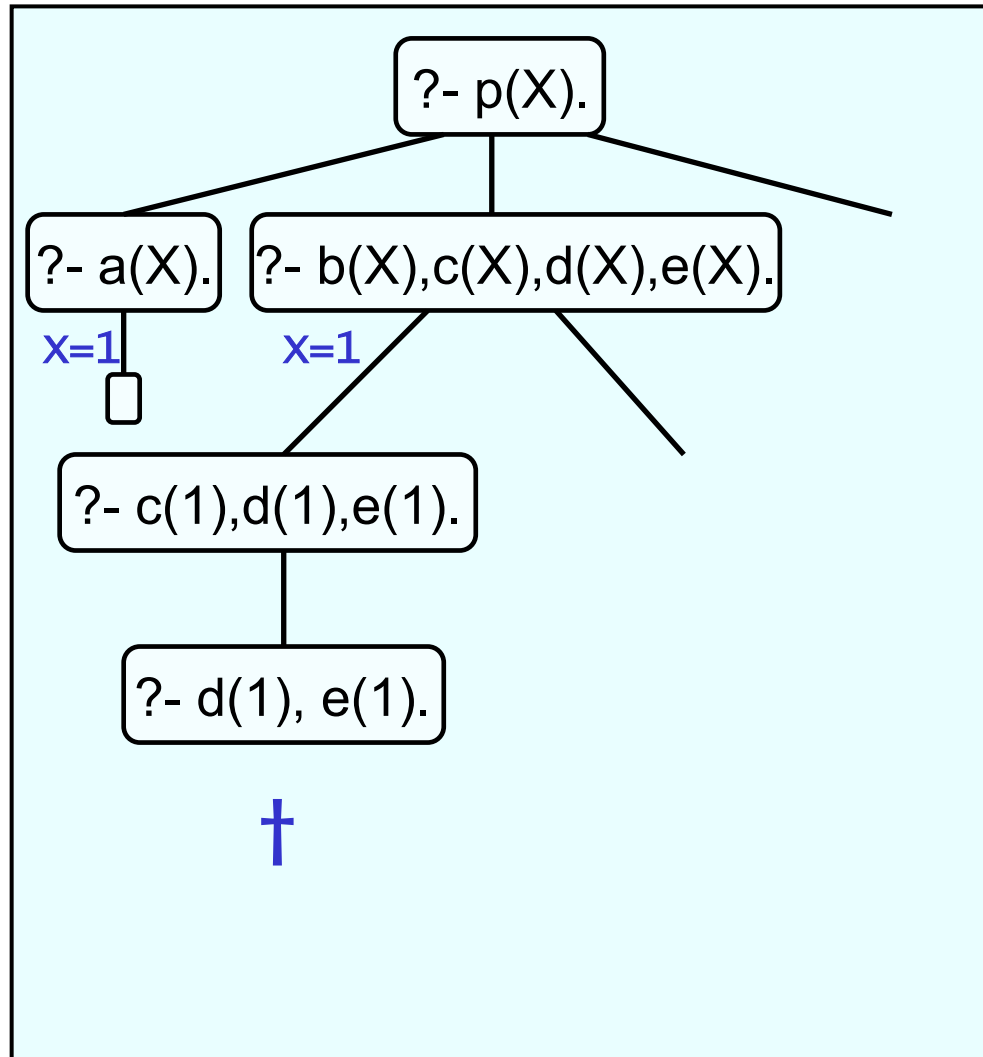 ?- p(X).
?- a(X).
?- b(X),c(X),d(X),e(X).
X=1
X=1
?- c(1),d(1),e(1).
?- d(1), e(1).
†